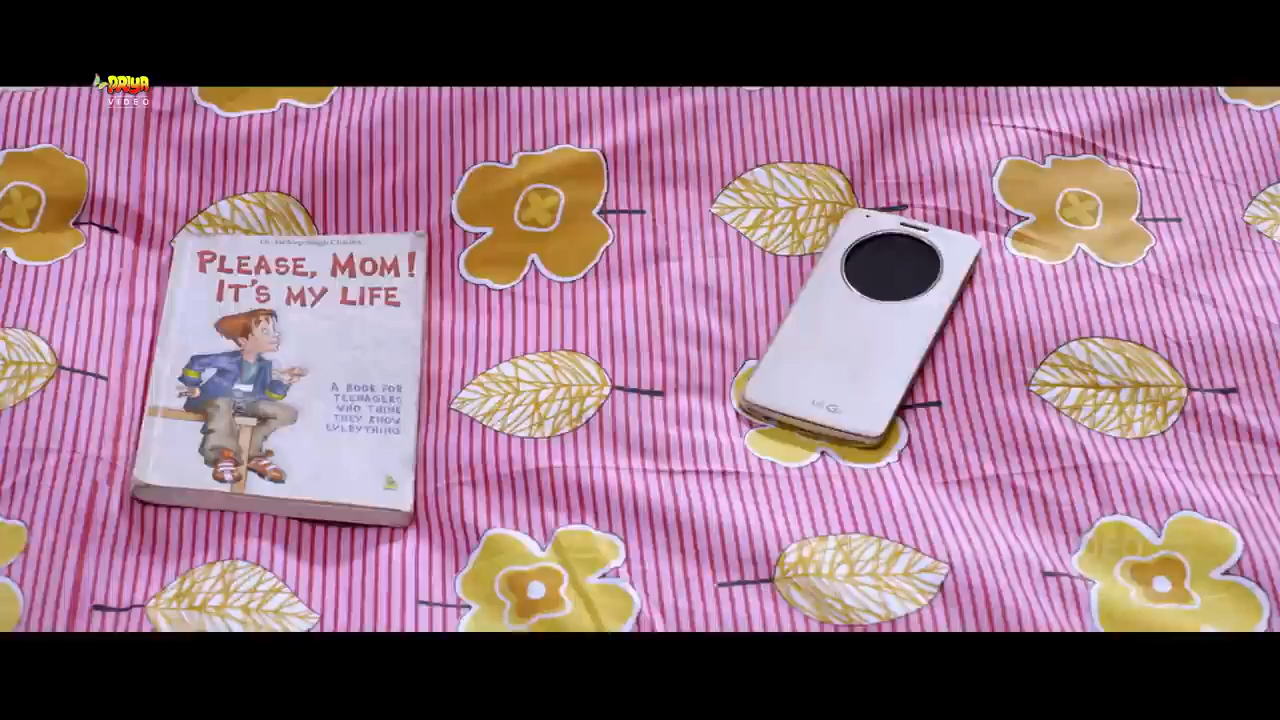 PRIYA
VIDEO
PLEASE, MOM!
IT'S MY LIFE
A BOOK FOR
TEENAGERS
WHO THINK
THEY KNOW
EVERYTHING